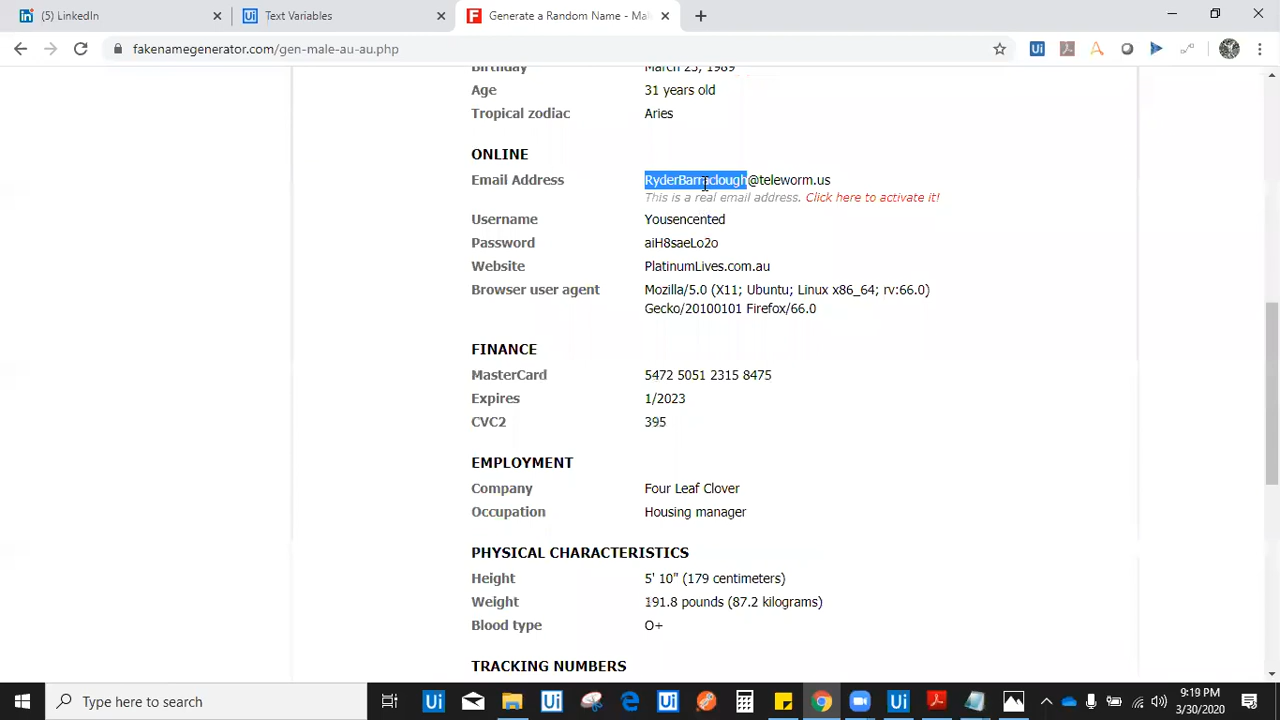 (5) LinkedIn
Text Variables
Generate a Random Name - Ma
fakenamegenerator.com/gen-male-au-au.php
Birthday March 25, 1989
Age 31 years old
Tropical zodiac Aries
ONLINE
Email Address RyderBarraclough@teleworm.us
This is a real email address. Click here to activate it!
Username Yousencented
Password aiH8saeLo2o
Website PlatinumLives.com.au
Browser user agent Mozilla/5.0 (X11; Ubuntu; Linux x86_64; rv:66.0)
Gecko/20100101 Firefox/66.0
FINANCE
MasterCard 5472 5051 2315 8475
Expires 1/2023
CVC2 395
EMPLOYMENT
Company Four Leaf Clover
Occupation Housing manager
PHYSICAL CHARACTERISTICS
Height 5' 10" (179 centimeters)
Weight 191.8 pounds (87.2 kilograms)
Blood type O+
TRACKING NUMBERS
Type here to search
9:19 PM
3/30/2020